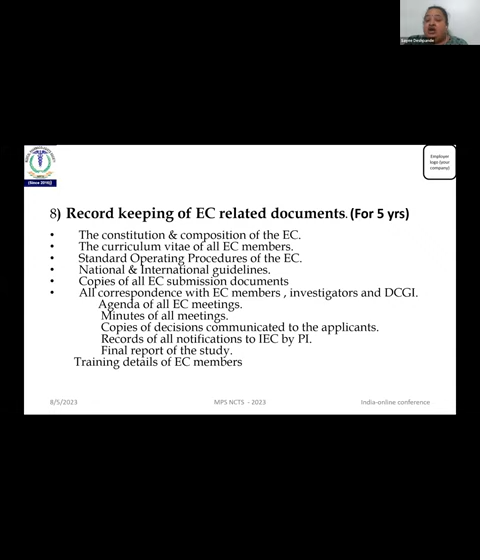 Sapna Deshpande
(Since 2016)
Employer
logo (your
company)
8) Record keeping of EC related documents. (For 5 yrs)
• The constitution & composition of the EC.
• The curriculum vitae of all EC members.
• Standard Operating Procedures of the EC.
• National & International guidelines.
• Copies of all EC submission documents
• All correspondence with EC members , investigators and DCGI.
Agenda of all EC meetings.
Minutes of all meetings.
Copies of decisions communicated to the applicants.
Records of all notifications to IEC by PI.
Final report of the study.
Training details of EC members
8/5/2023
MPS NCTS - 2023
India-online conference